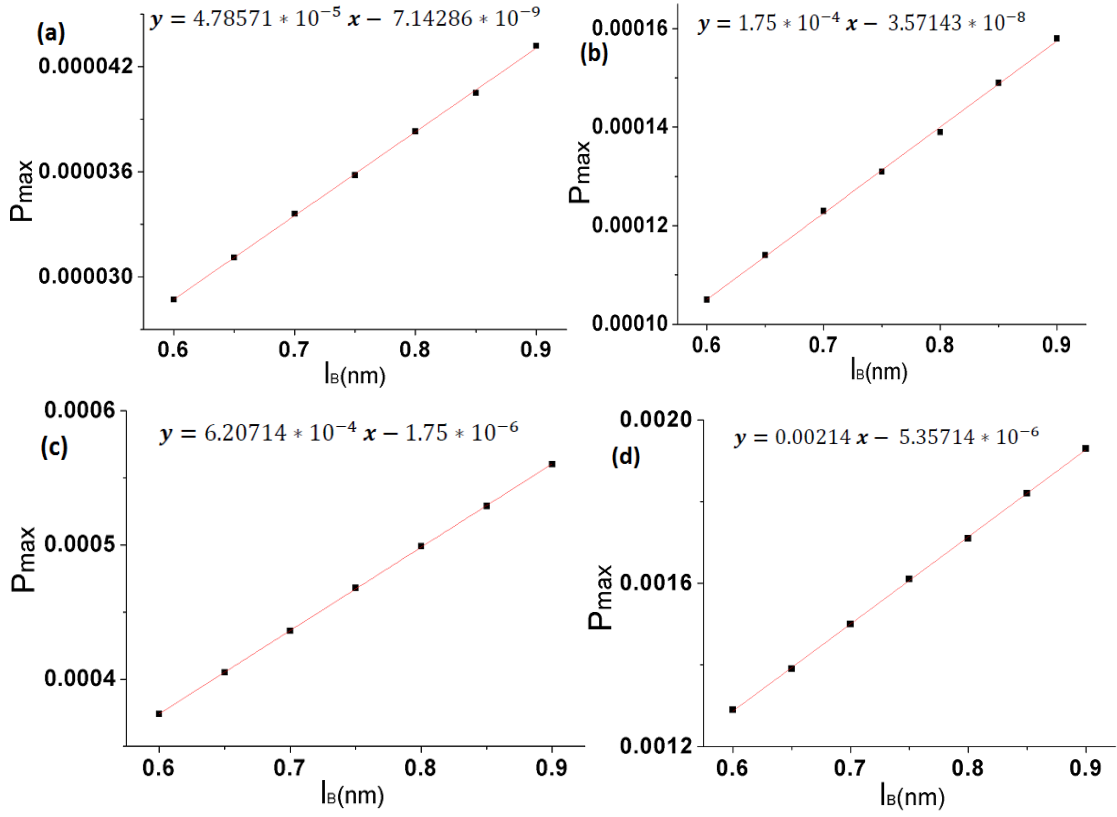 (a)
y = 4.78571 * 10⁻⁵ x − 7.14286 * 10⁻⁹
0.000042
0.000036
0.000030
Pmax
0.6 0.7 0.8 0.9
lB(nm)
(b)
y = 1.75 * 10⁻⁴ x − 3.57143 * 10⁻⁸
0.00016
0.00014
0.00012
0.00010
Pmax
0.6 0.7 0.8 0.9
lB(nm)
(c)
y = 6.20714 * 10⁻⁴ x − 1.75 * 10⁻⁶
0.0006
0.0005
0.0004
Pmax
0.6 0.7 0.8 0.9
lB(nm)
(d)
y = 0.00214 x − 5.35714 * 10⁻⁶
0.0020
0.0016
0.0012
Pmax
0.6 0.7 0.8 0.9
lB(nm)